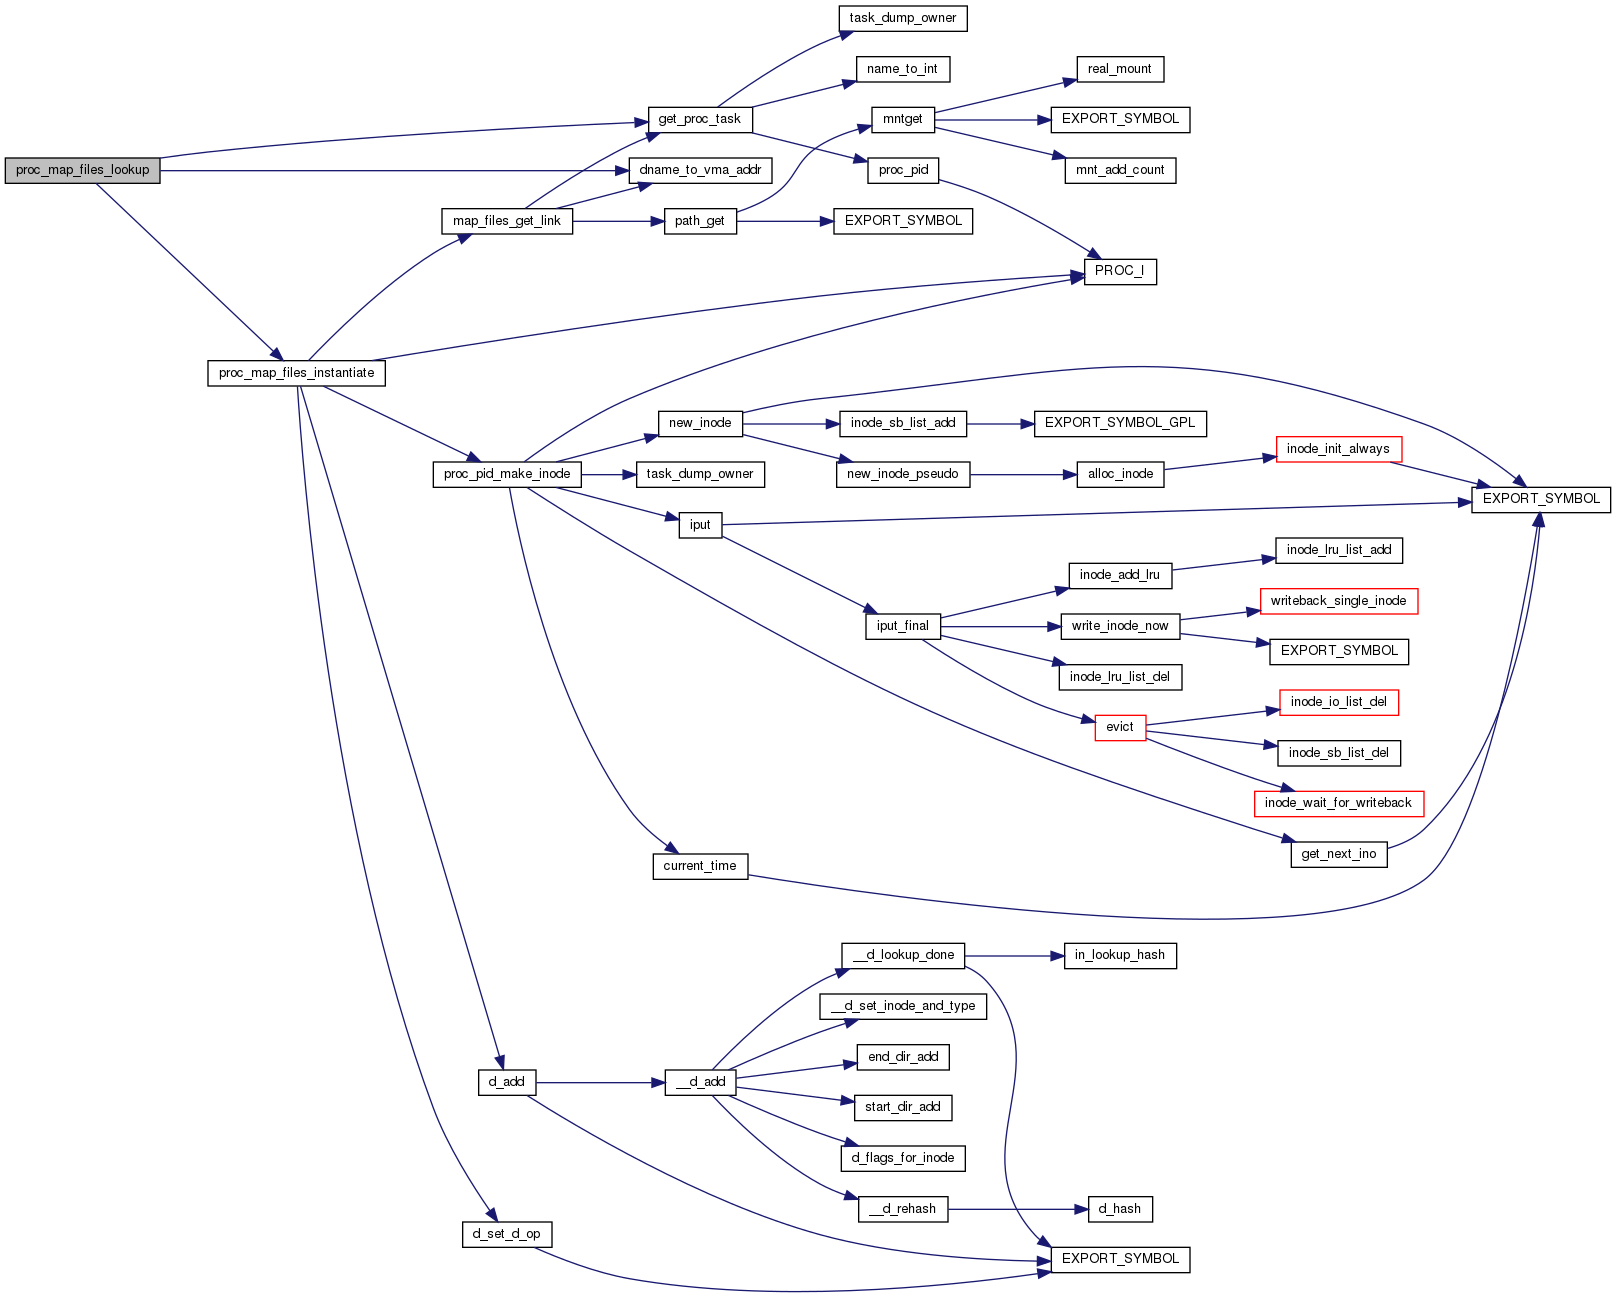 task_dump_owner
name_to_int
real_mount
get_proc_task
mntget
EXPORT_SYMBOL
proc_map_files_lookup
dname_to_vma_addr
proc_pid
mnt_add_count
map_files_get_link
path_get
EXPORT_SYMBOL
PROC_I
proc_map_files_instantiate
new_inode
inode_sb_list_add
EXPORT_SYMBOL_GPL
inode_init_always
proc_pid_make_inode
task_dump_owner
new_inode_pseudo
alloc_inode
EXPORT_SYMBOL
iput
inode_lru_list_add
inode_add_lru
writeback_single_inode
iput_final
write_inode_now
EXPORT_SYMBOL
inode_lru_list_del
inode_io_list_del
evict
inode_sb_list_del
inode_wait_for_writeback
get_next_ino
current_time
__d_lookup_done
in_lookup_hash
__d_set_inode_and_type
end_dir_add
d_add
__d_add
start_dir_add
d_flags_for_inode
__d_rehash
d_hash
d_set_d_op
EXPORT_SYMBOL